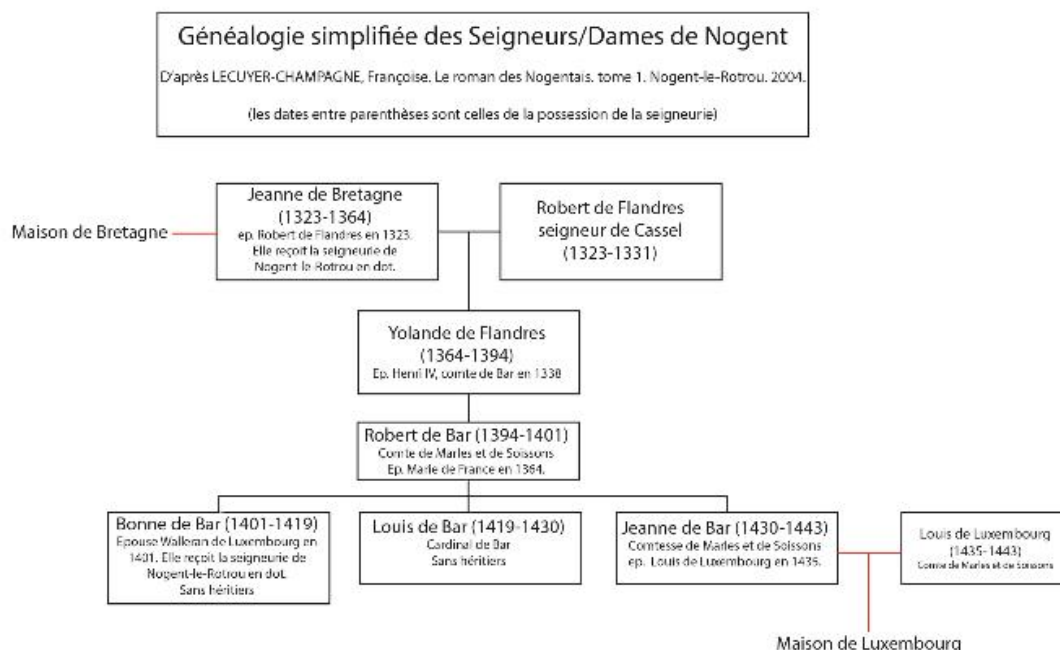 Généalogie simplifiée des Seigneurs/Dames de Nogent
D'après LECUYER-CHAMPAGNE, Françoise. Le roman des Nogentais. tome 1. Nogent-le-Rotrou. 2004.
(les dates entre parenthèses sont celles de la possession de la seigneurie)
Maison de Bretagne
Jeanne de Bretagne
(1323-1364)
ep. Robert de Flandres en 1323.
Elle reçoit la seigneurie de
Nogent-le-Rotrou en dot.
Robert de Flandres
seigneur de Cassel
(1323-1331)
Yolande de Flandres
(1364-1394)
Ep. Henri IV, comte de Bar en 1338
Robert de Bar (1394-1401)
Comte de Marles et de Soissons
Ep. Marie de France en 1364.
Bonne de Bar (1401-1419)
Epouse Walleran de Luxembourg en
1401. Elle reçoit la seigneurie de
Nogent-le-Rotrou en dot.
Sans héritiers
Louis de Bar (1419-1430)
Cardinal de Bar
Sans héritiers
Jeanne de Bar (1430-1443)
Comtesse de Marles et de Soissons
ep. Louis de Luxembourg en 1435.
Louis de Luxembourg
(1435-1443)
Comte de Marles et de Soissons
Maison de Luxembourg